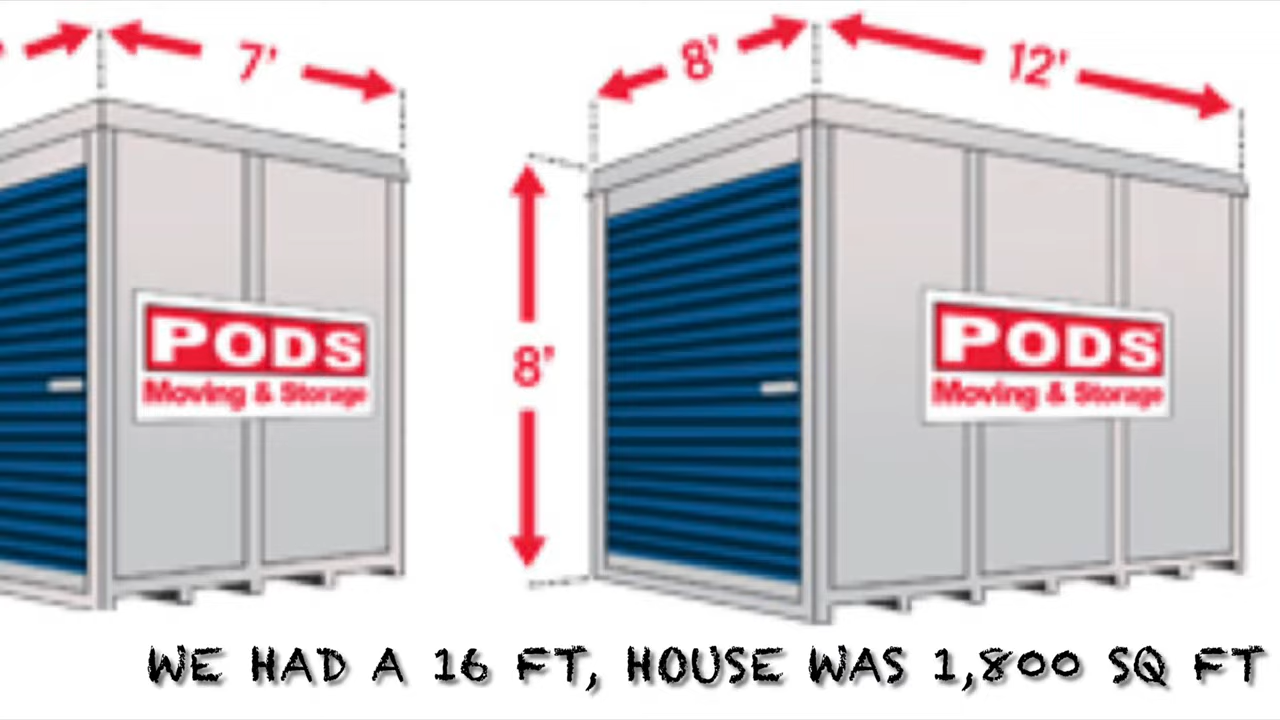 7'
8'
12'
8'
PODS
Moving & Storage
PODS
Moving & Storage
WE HAD A 16 FT, HOUSE WAS 1,800 SQ FT